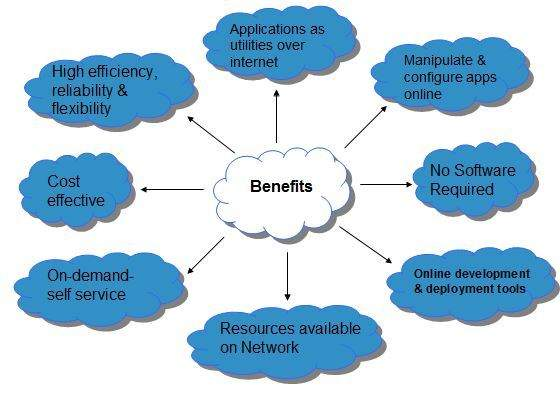 Applications as
utilities over
internet
Manipulate &
configure apps
online
High efficiency,
reliability &
flexibility
No Software
Required
Cost
effective
Benefits
Online development
& deployment tools
On-demand-
self service
Resources available
on Network